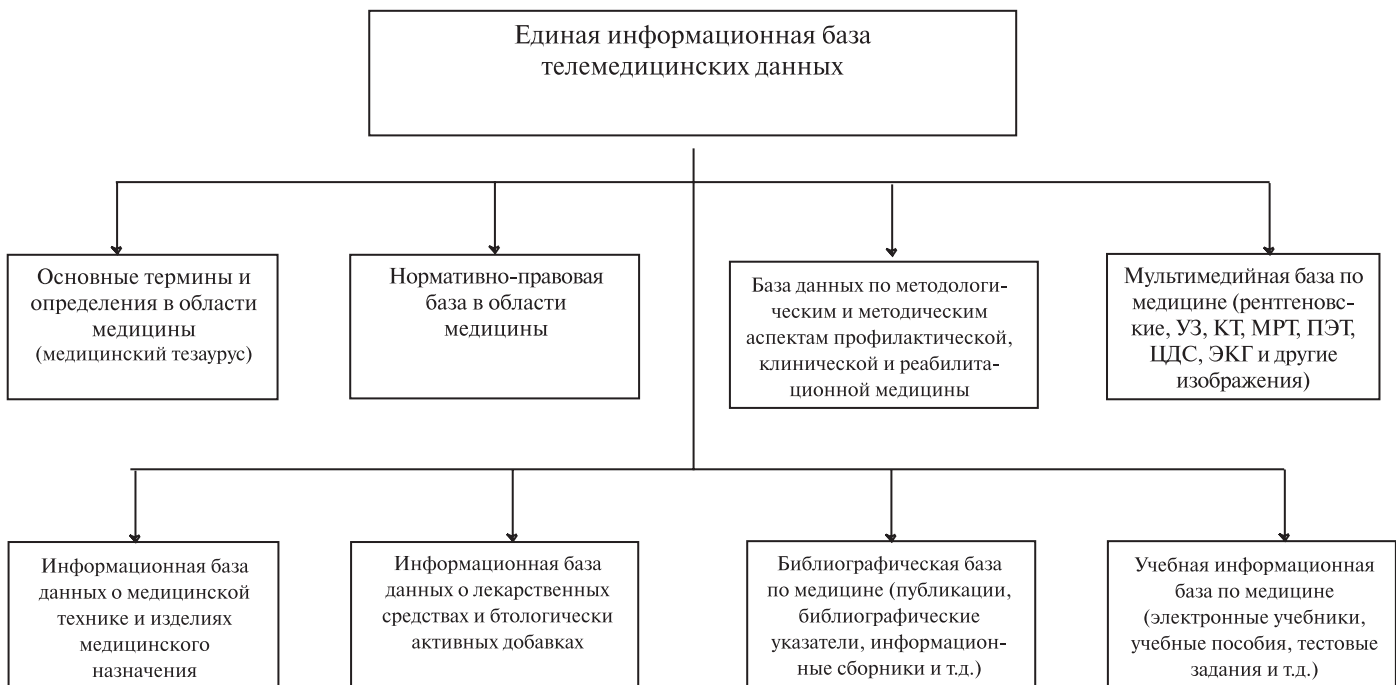 Единая информационная база
телемедицинских данных
Основные термины и
определения в области
медицины
(медицинский тезаурус)
Нормативно-правовая
база в области
медицины
База данных по методологи-
ческим и методическим
аспектам профилактической,
клинической и реабилита-
ционной медицины
Мультимедийная база по
медицине (рентгеновс-
кие, УЗ, КТ, МРТ, ПЭТ,
ЦДС, ЭКГ и другие
изображения)
Информационная база
данных о медицинской
технике и изделиях
медицинского
назначения
Информационная база
данных о лекарственных
средствах и бтологически
активных добавках
Библиографическая база
по медицине (публикации,
библиографические
указатели, информацион-
ные сборники и т.д.)
Учебная информационная
база по медицине
(электронные учебники,
учебные пособия, тестовые
задания и т.д.)